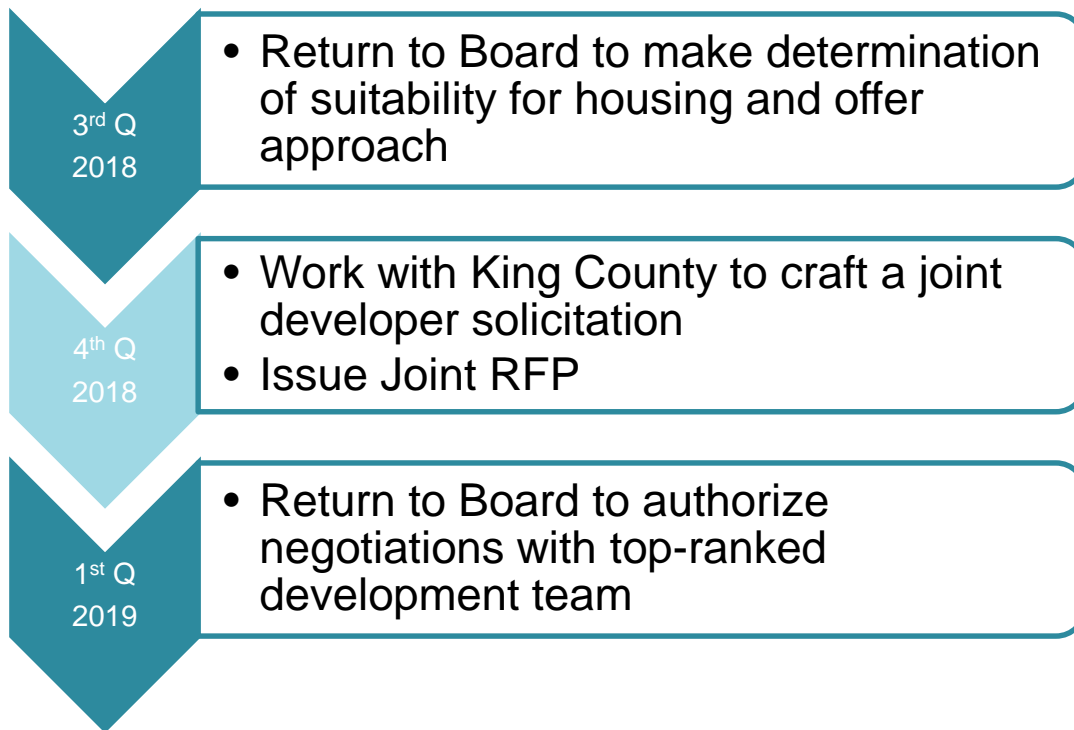 3rd Q
2018
• Return to Board to make determination
of suitability for housing and offer
approach
4th Q
2018
• Work with King County to craft a joint
developer solicitation
• Issue Joint RFP
1st Q
2019
• Return to Board to authorize
negotiations with top-ranked
development team